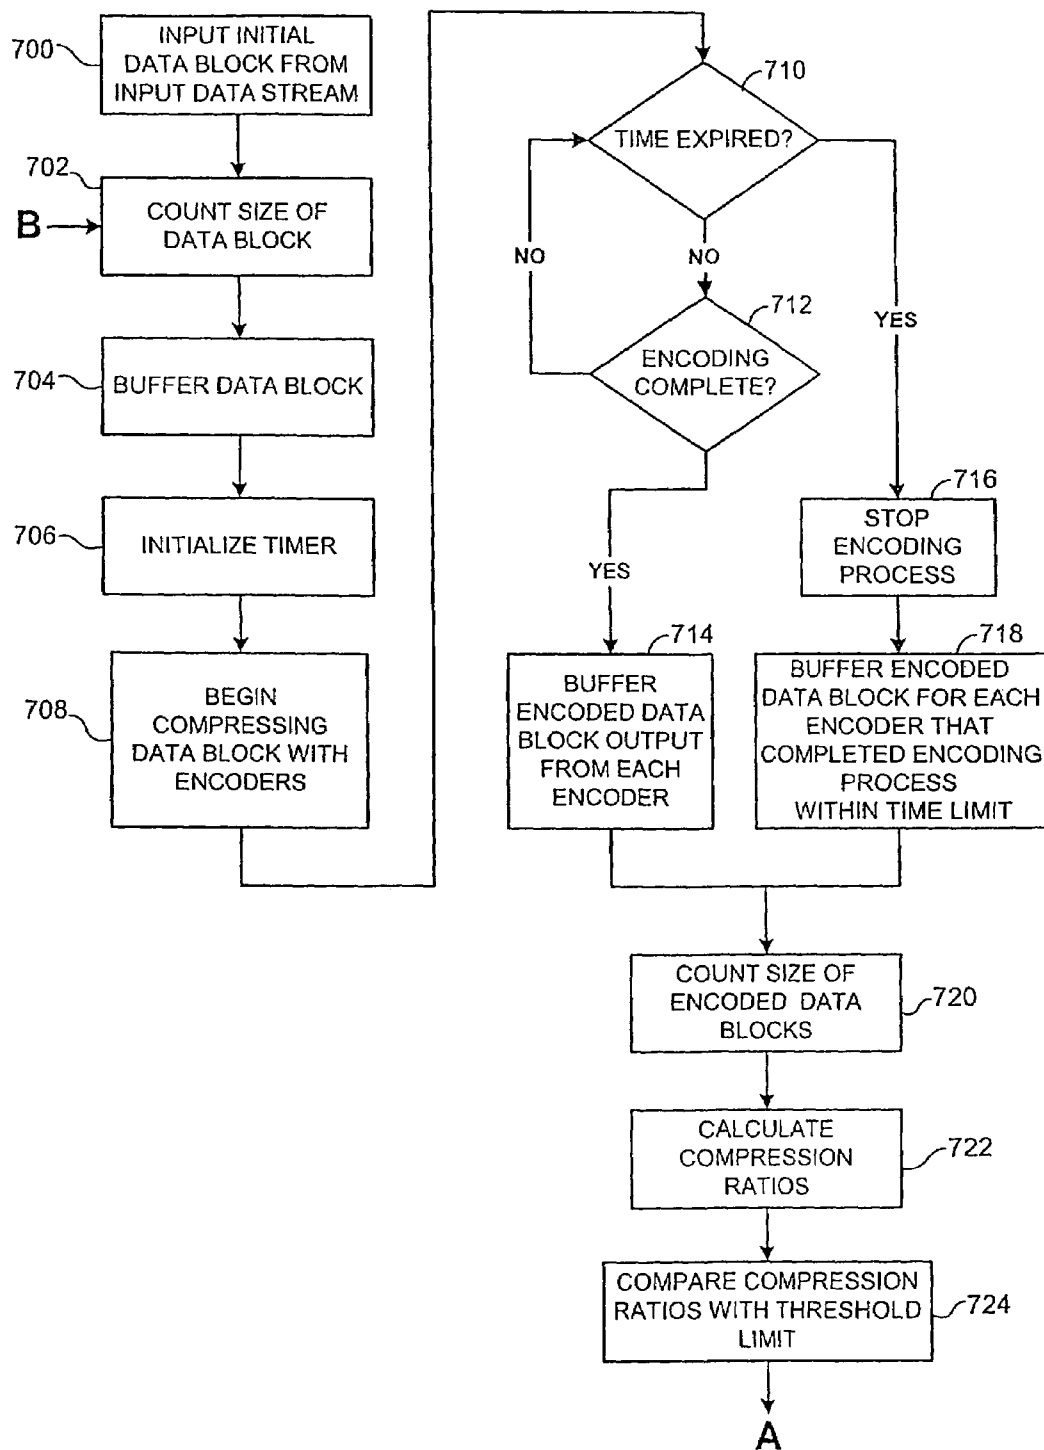 700
INPUT INITIAL
DATA BLOCK FROM
INPUT DATA STREAM
702
B
COUNT SIZE OF
DATA BLOCK
704
BUFFER DATA BLOCK
706
INITIALIZE TIMER
708
BEGIN
COMPRESSING
DATA BLOCK WITH
ENCODERS
710
TIME EXPIRED?
NO
NO
YES
712
ENCODING
COMPLETE?
YES
716
STOP
ENCODING
PROCESS
714
BUFFER
ENCODED DATA
BLOCK OUTPUT
FROM EACH
ENCODER
718
BUFFER ENCODED
DATA BLOCK FOR EACH
ENCODER THAT
COMPLETED ENCODING
PROCESS
WITHIN TIME LIMIT
COUNT SIZE OF
ENCODED DATA
BLOCKS
720
CALCULATE
COMPRESSION
RATIOS
722
COMPARE COMPRESSION
RATIOS WITH THRESHOLD
LIMIT
724
A